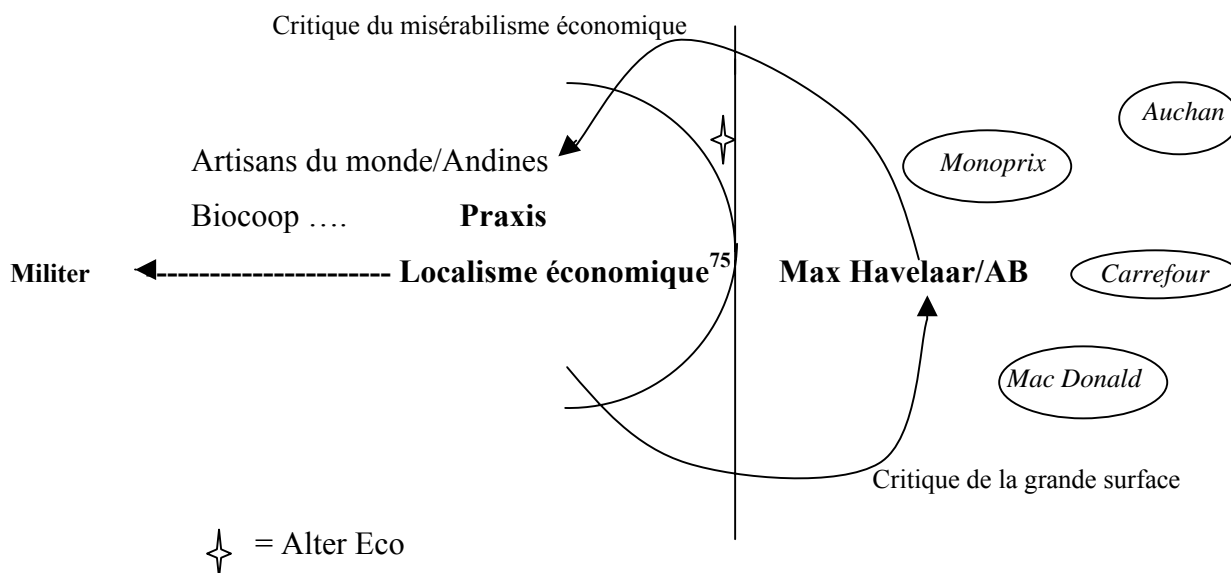 Critique du misérabilisme économique
Auchan
Monoprix
Artisans du monde/Andines
Biocoop …. Praxis
Militer Localisme économique75 Max Havelaar/AB Carrefour
Mac Donald
Critique de la grande surface
= Alter Eco